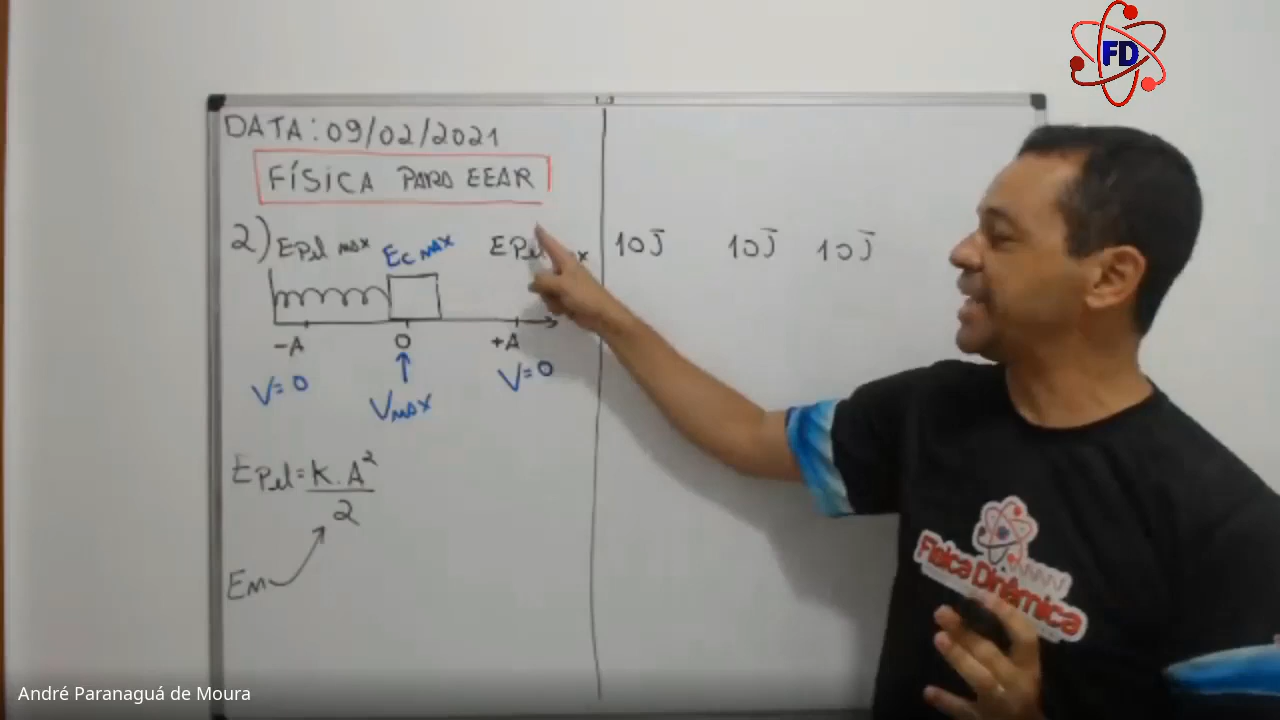 FD
DATA: 09/02/2021
FÍSICA PARA EEAR
2) EPel max Ec MAX EPel x 10J 10J 10J
-A O +A
V=0 VMAX V=0
EPel = K.A²
2
Em
Física Dinâmica
André Paranaguá de Moura